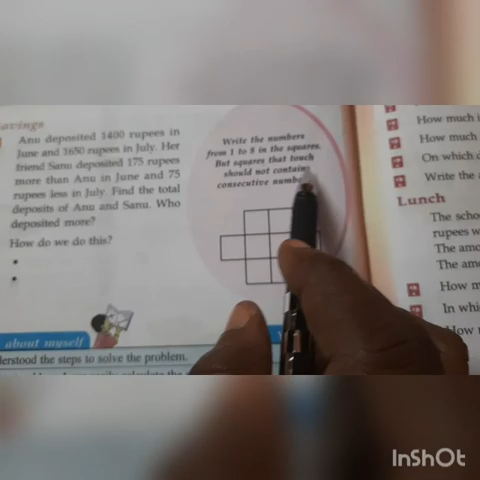 avings
Anu deposited 1400 rupees in
June and 1650 rupees in July. Her
friend Sanu deposited 175 rupees
more than Anu in June and 75
rupees less in July. Find the total
deposits of Anu and Sanu. Who
deposited more?
How do we do this?
about myself
derstood the steps to solve the problem.
Write the numbers
from 1 to 8 in the squares.
But squares that touch
should not contain
consecutive numbe
How much i
How much
On which d
Write the a
Lunch
The scho
rupees w
The amo
The amo
How m
In whi
How
InShOt